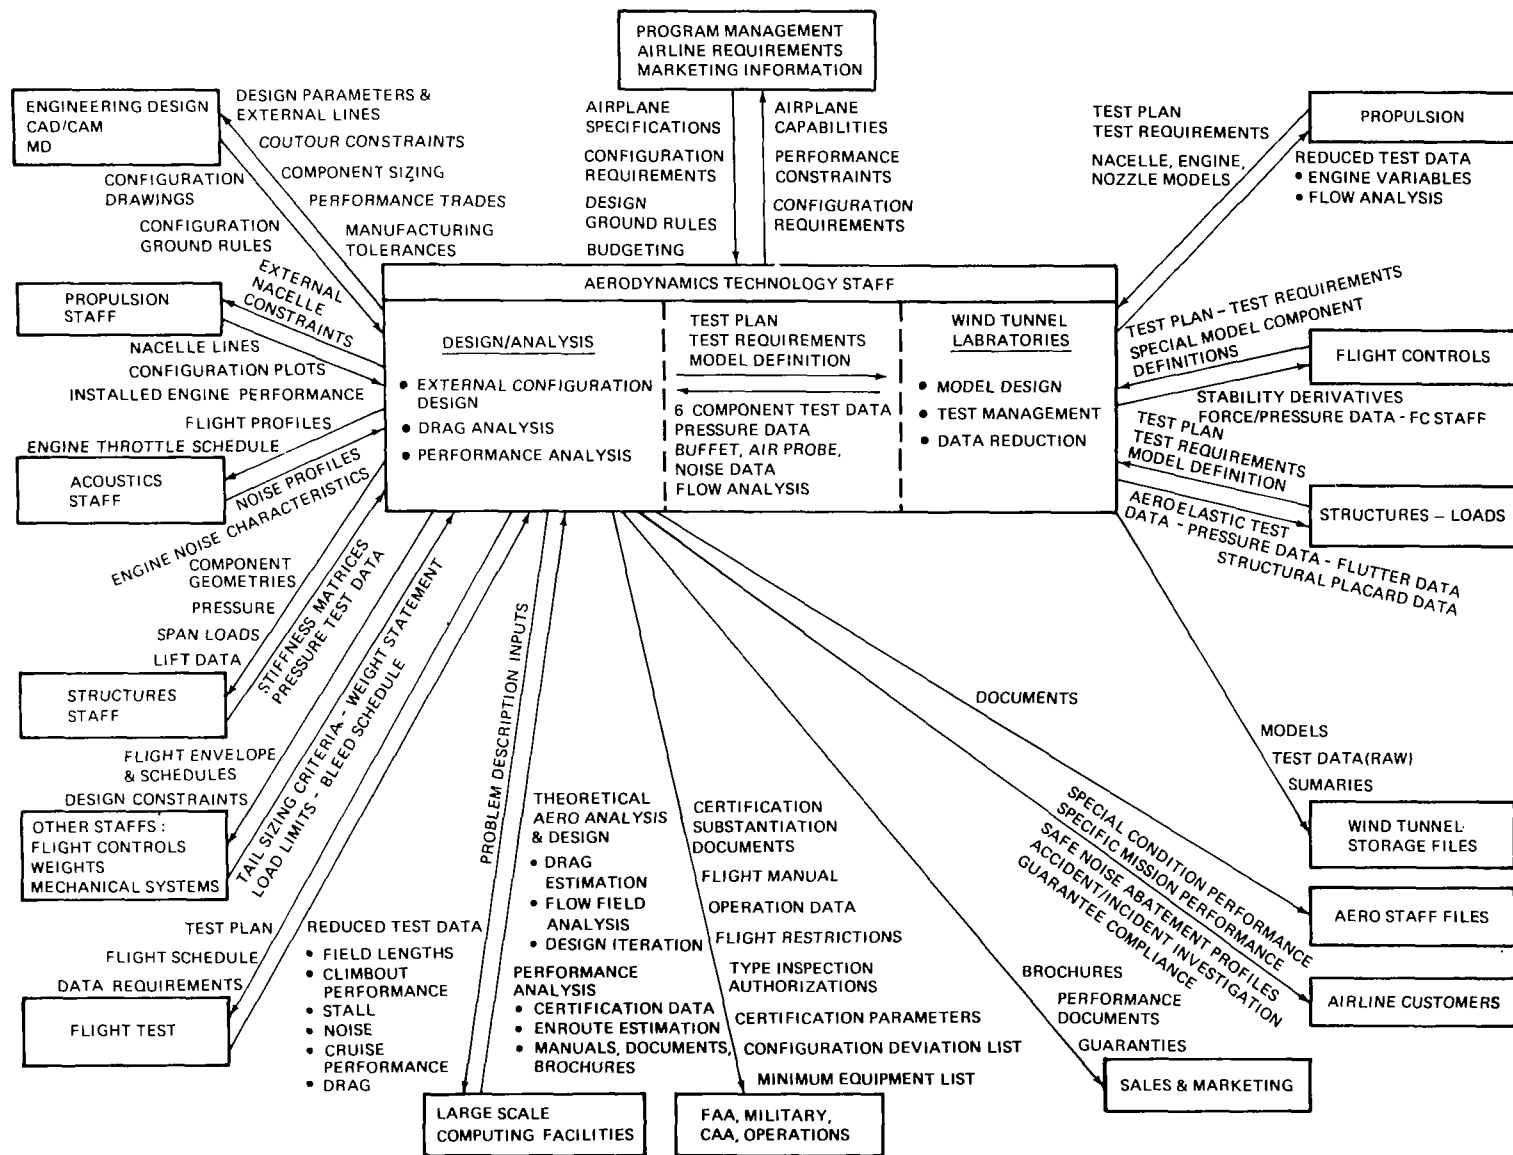 PROGRAM MANAGEMENT
AIRLINE REQUIREMENTS
MARKETING INFORMATION
ENGINEERING DESIGN
CAD/CAM
MD
DESIGN PARAMETERS &
EXTERNAL LINES
COUTOUR CONSTRAINTS
COMPONENT SIZING
PERFORMANCE TRADES
MANUFACTURING
TOLERANCES
CONFIGURATION
DRAWINGS
CONFIGURATION
GROUND RULES
AIRPLANE
SPECIFICATIONS
CONFIGURATION
REQUIREMENTS
DESIGN
GROUND RULES
BUDGETING
AIRPLANE
CAPABILITIES
PERFORMANCE
CONSTRAINTS
CONFIGURATION
REQUIREMENTS
TEST PLAN
TEST REQUIREMENTS
NACELLE, ENGINE,
NOZZLE MODELS
PROPULSION
REDUCED TEST DATA
• ENGINE VARIABLES
• FLOW ANALYSIS
AERODYNAMICS TECHNOLOGY STAFF
DESIGN/ANALYSIS
• EXTERNAL CONFIGURATION
DESIGN
• DRAG ANALYSIS
• PERFORMANCE ANALYSIS
TEST PLAN
TEST REQUIREMENTS
MODEL DEFINITION
6 COMPONENT TEST DATA
PRESSURE DATA
BUFFET, AIR PROBE,
NOISE DATA
FLOW ANALYSIS
WIND TUNNEL
LABRATORIES
• MODEL DESIGN
• TEST MANAGEMENT
• DATA REDUCTION
PROPULSION
STAFF
EXTERNAL
NACELLE
CONSTRAINTS
NACELLE LINES
CONFIGURATION PLOTS
INSTALLED ENGINE PERFORMANCE
FLIGHT PROFILES
ENGINE THROTTLE SCHEDULE
ACOUSTICS
STAFF
NOISE PROFILES
ENGINE NOISE CHARACTERISTICS
COMPONENT
GEOMETRIES
PRESSURE
SPAN LOADS
LIFT DATA
STIFFNESS MATRICES
PRESSURE TEST DATA
STRUCTURES
STAFF
FLIGHT ENVELOPE
& SCHEDULES
DESIGN CONSTRAINTS
OTHER STAFFS :
FLIGHT CONTROLS
WEIGHTS
MECHANICAL SYSTEMS
TAIL SIZING CRITERIA - WEIGHT STATEMENT
LOAD LIMITS - BLEED SCHEDULE
TEST PLAN
FLIGHT SCHEDULE
DATA REQUIREMENTS
FLIGHT TEST
REDUCED TEST DATA
• FIELD LENGTHS
• CLIMBOUT
PERFORMANCE
• STALL
• NOISE
• CRUISE
PERFORMANCE
• DRAG
PROBLEM DESCRIPTION INPUTS
THEORETICAL
AERO ANALYSIS
& DESIGN
• DRAG
ESTIMATION
• FLOW FIELD
ANALYSIS
• DESIGN ITERATION
PERFORMANCE
ANALYSIS
• CERTIFICATION DATA
• ENROUTE ESTIMATION
• MANUALS, DOCUMENTS,
BROCHURES
LARGE SCALE
COMPUTING FACILITIES
CERTIFICATION
SUBSTANTIATION
DOCUMENTS
FLIGHT MANUAL
OPERATION DATA
FLIGHT RESTRICTIONS
TYPE INSPECTION
AUTHORIZATIONS
CERTIFICATION PARAMETERS
CONFIGURATION DEVIATION LIST
MINIMUM EQUIPMENT LIST
FAA, MILITARY,
CAA, OPERATIONS
TEST PLAN - TEST REQUIREMENTS
SPECIAL MODEL COMPONENT
DEFINITIONS
FLIGHT CONTROLS
STABILITY DERIVATIVES
FORCE/PRESSURE DATA - FC STAFF
TEST PLAN
TEST REQUIREMENTS
MODEL DEFINITION
STRUCTURES - LOADS
AEROELASTIC TEST
DATA - PRESSURE DATA - FLUTTER DATA
STRUCTURAL PLACARD DATA
DOCUMENTS
MODELS
TEST DATA(RAW)
SUMARIES
WIND TUNNEL
STORAGE FILES
AERO STAFF FILES
SPECIAL CONDITION PERFORMANCE
SPECIFIC MISSION PERFORMANCE
SAFE NOISE ABATEMENT PROFILES
ACCIDENT/INCIDENT INVESTIGATION
GUARANTEE COMPLIANCE
AIRLINE CUSTOMERS
BROCHURES
PERFORMANCE
DOCUMENTS
GUARANTIES
SALES & MARKETING